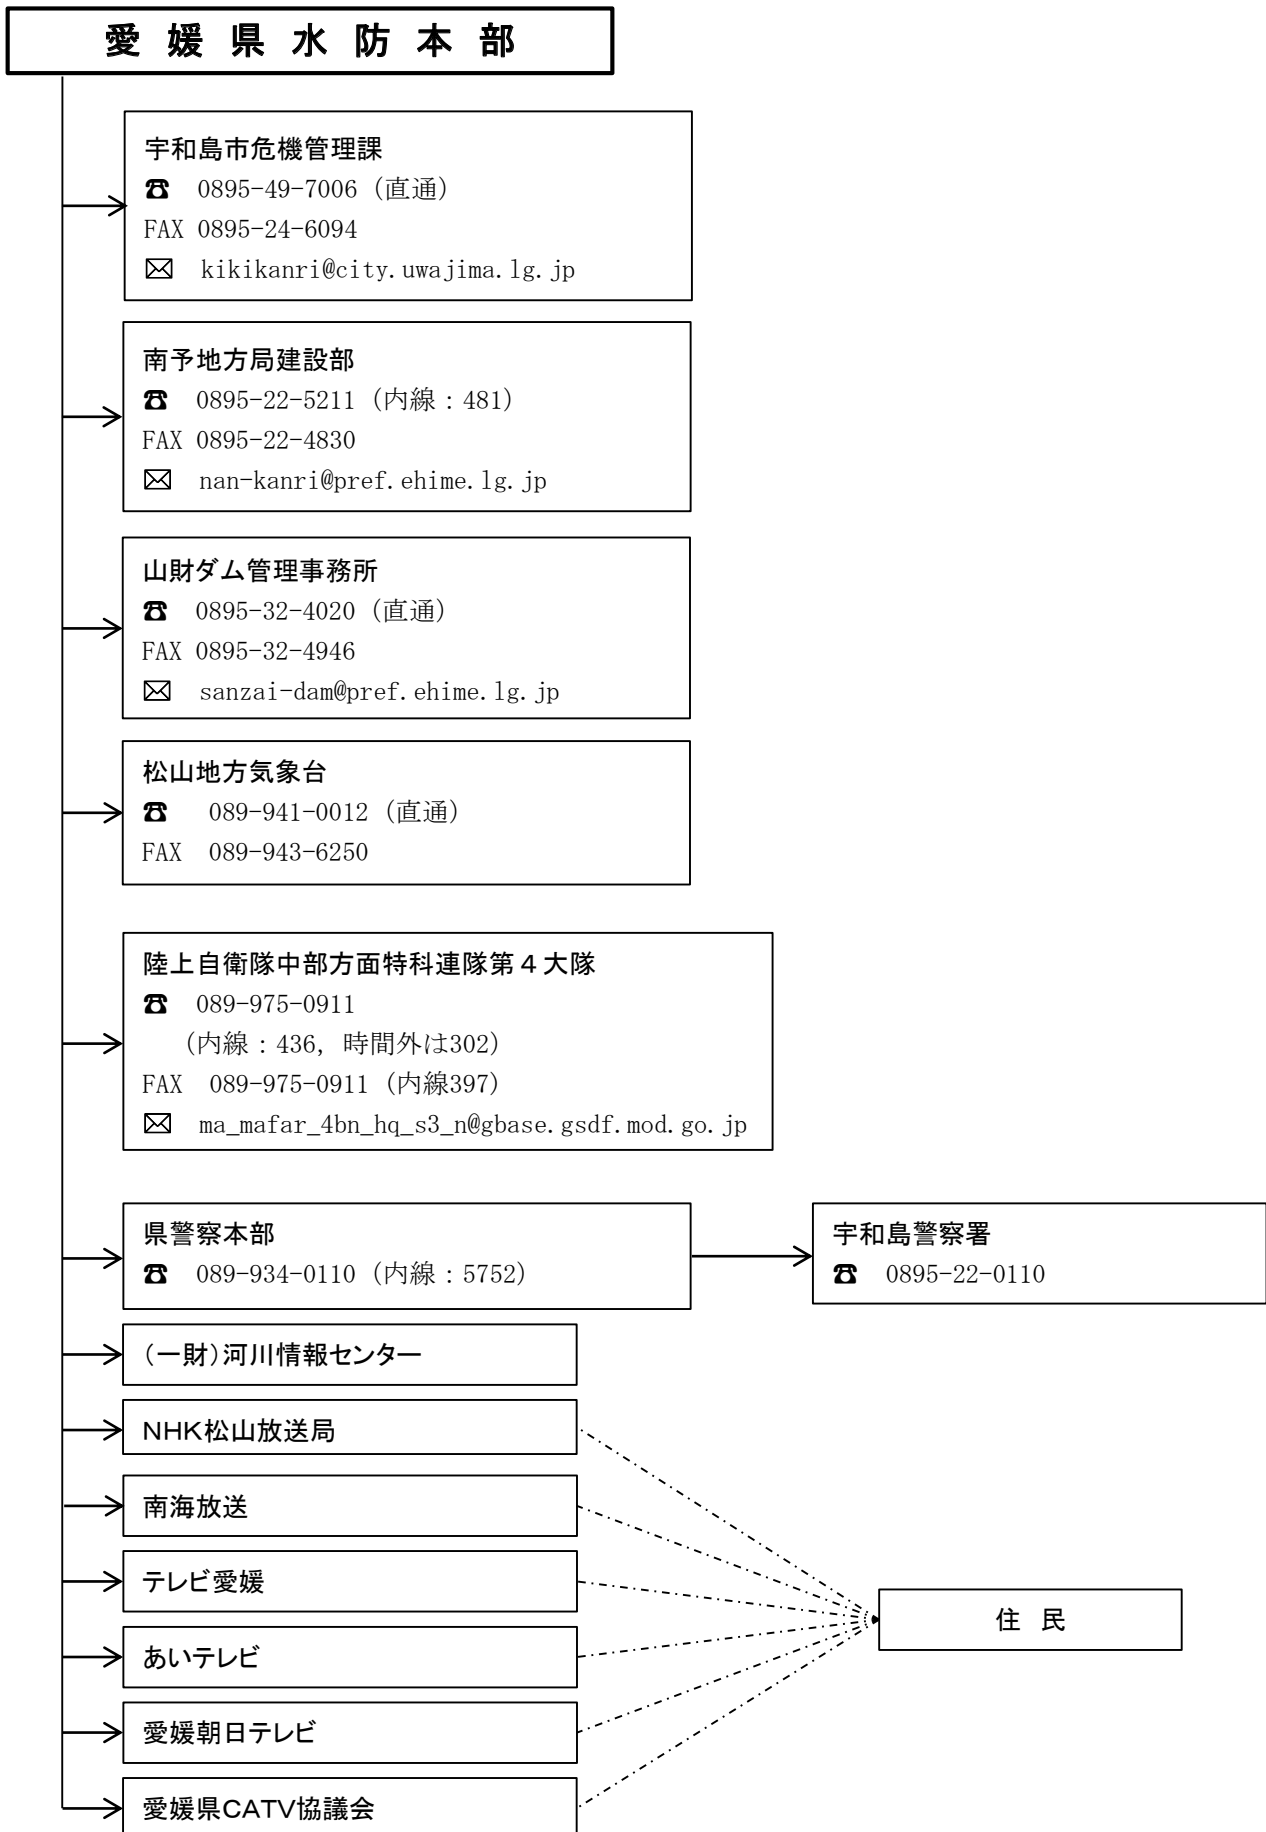 愛媛県水防本部
宇和島市危機管理課
☎ 0895-49-7006（直通）
FAX 0895-24-6094
✉ kikikanri@city.uwajima.lg.jp
南予地方局建設部
☎ 0895-22-5211（内線：481）
FAX 0895-22-4830
✉ nan-kanri@pref.ehime.lg.jp
山財ダム管理事務所
☎ 0895-32-4020（直通）
FAX 0895-32-4946
✉ sanzai-dam@pref.ehime.lg.jp
松山地方気象台
☎ 089-941-0012（直通）
FAX 089-943-6250
陸上自衛隊中部方面特科連隊第４大隊
☎ 089-975-0911
（内線：436，時間外は302）
FAX 089-975-0911（内線397）
✉ ma_mafar_4bn_hq_s3_n@gbase.gsdf.mod.go.jp
県警察本部
☎ 089-934-0110（内線：5752）
宇和島警察署
☎ 0895-22-0110
（一財）河川情報センター
NHK松山放送局
南海放送
テレビ愛媛
あいテレビ
愛媛朝日テレビ
愛媛県CATV協議会
住 民